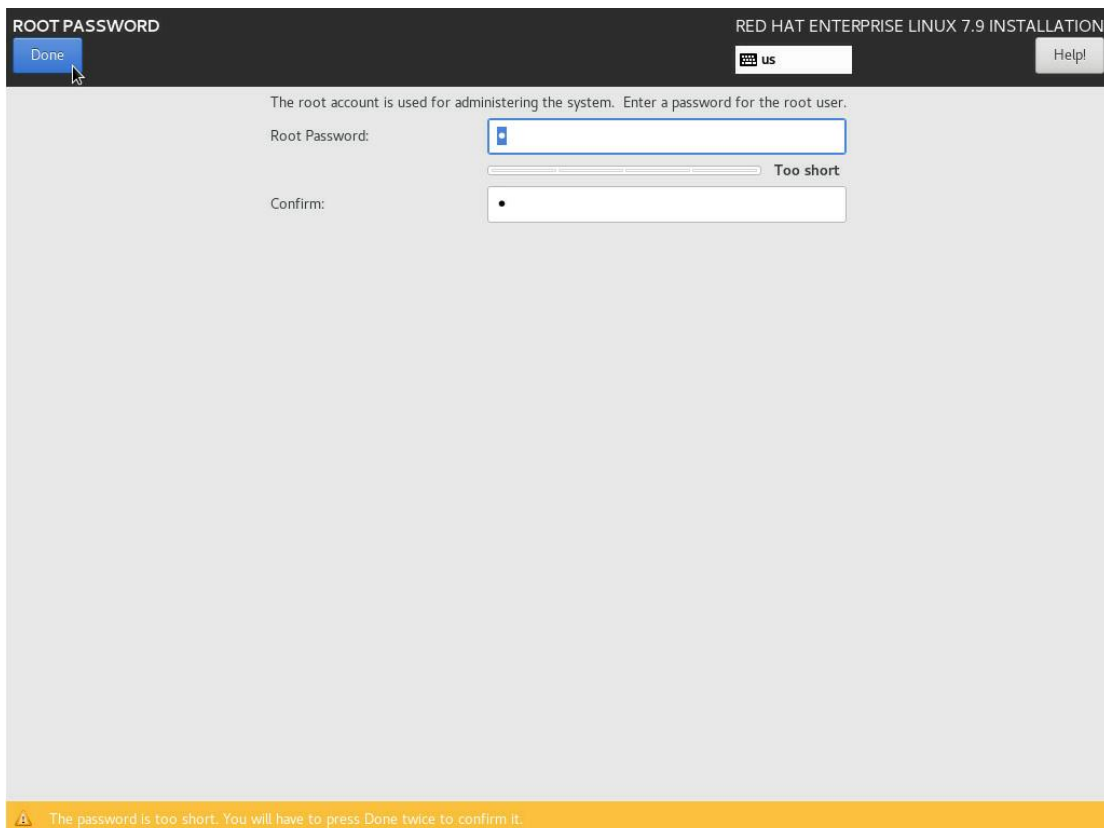 ROOT PASSWORD
RED HAT ENTERPRISE LINUX 7.9 INSTALLATION
Done
us
Help!
The root account is used for administering the system. Enter a password for the root user.
Root Password:
Too short
Confirm:
The password is too short. You will have to press Done twice to confirm it.